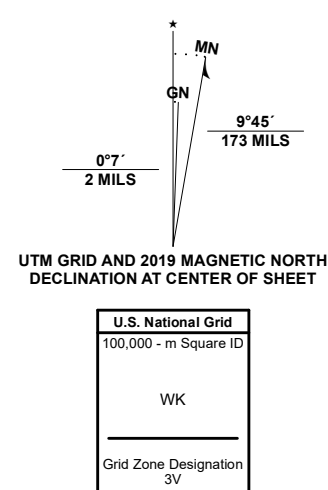 ★
MN
GN
9°45´
173 MILS
0°7´
2 MILS
UTM GRID AND 2019 MAGNETIC NORTH
DECLINATION AT CENTER OF SHEET
U.S. National Grid
100,000 - m Square ID
WK
Grid Zone Designation
3V